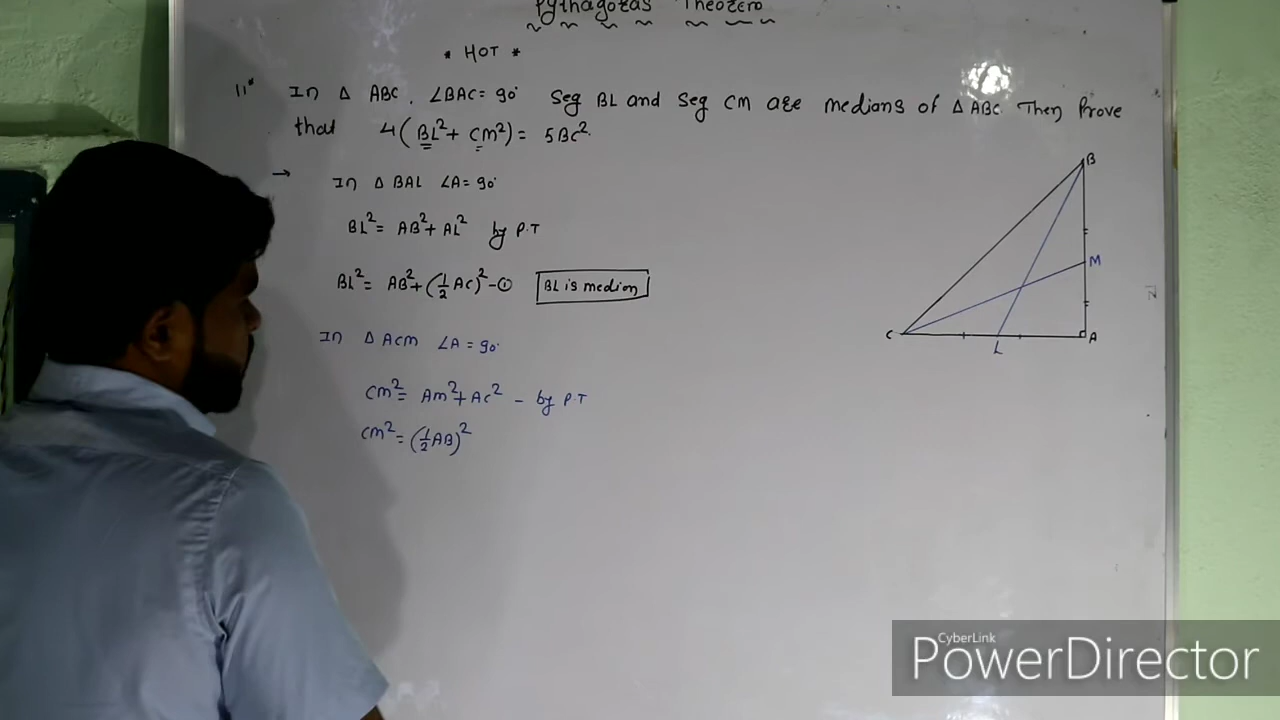 Pythagoras Theorem
* HOT *
11" In Δ ABC, ∠BAC = 90° Seg BL and Seg CM are medians of Δ ABC. Then Prove
that 4(BL²+ CM²) = 5BC².
→ In Δ BAL ∠A = 90°
BL² = AB²+ AL² by P.T
BL² = AB²+(1/2 AC)² - ① BL is median
In Δ ACM ∠A = 90°
CM² = AM²+ AC² - by P.T
CM² = (1/2 AB)²
B
M
C
L
A
CyberLink
PowerDirector